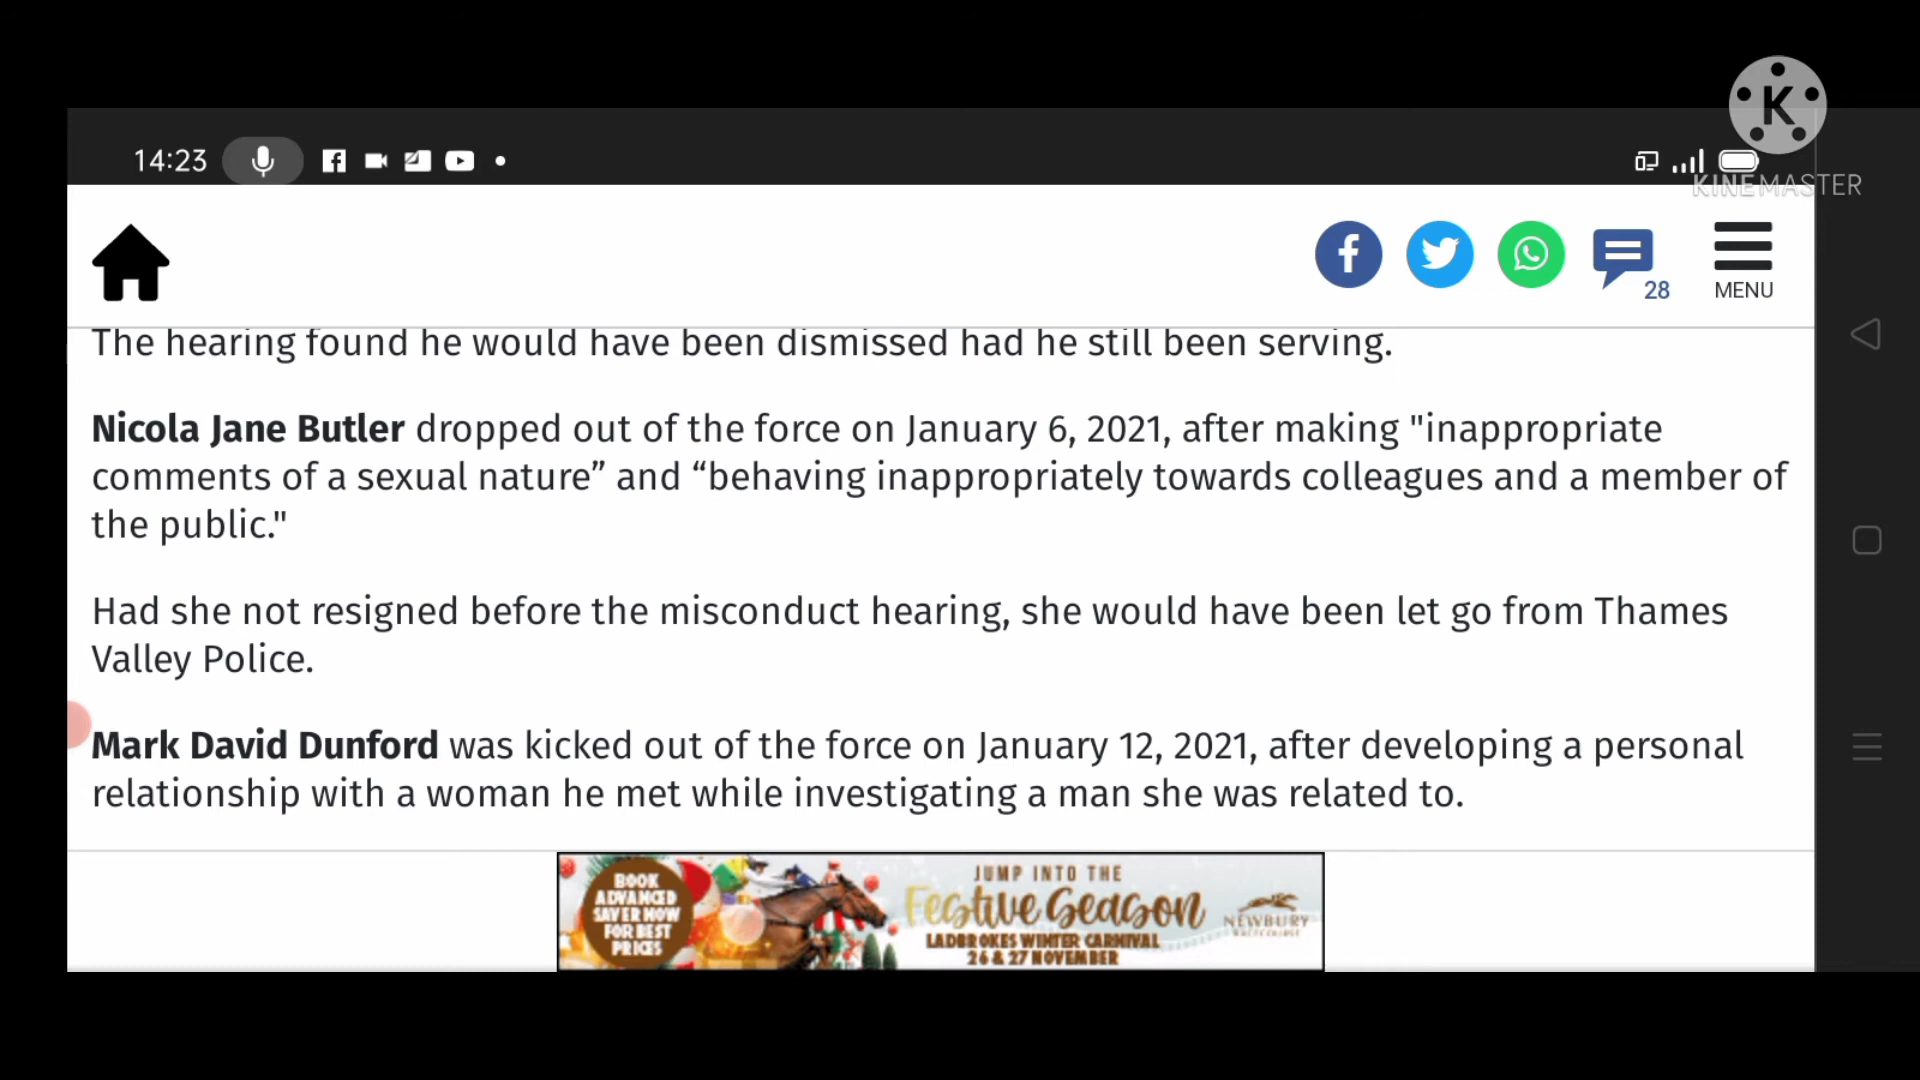 K
14:23
KINEMASTER
f
28
MENU
The hearing found he would have been dismissed had he still been serving.
Nicola Jane Butler dropped out of the force on January 6, 2021, after making "inappropriate
comments of a sexual nature” and “behaving inappropriately towards colleagues and a member of
the public."
Had she not resigned before the misconduct hearing, she would have been let go from Thames
Valley Police.
Mark David Dunford was kicked out of the force on January 12, 2021, after developing a personal
relationship with a woman he met while investigating a man she was related to.
BOOK
ADVANCED
SAVER NOW
FOR BEST
PRICES
JUMP INTO THE
Festive Season
LADBROKES WINTER CARNIVAL
26 & 27 NOVEMBER
NEWBURY
RACECOURSE